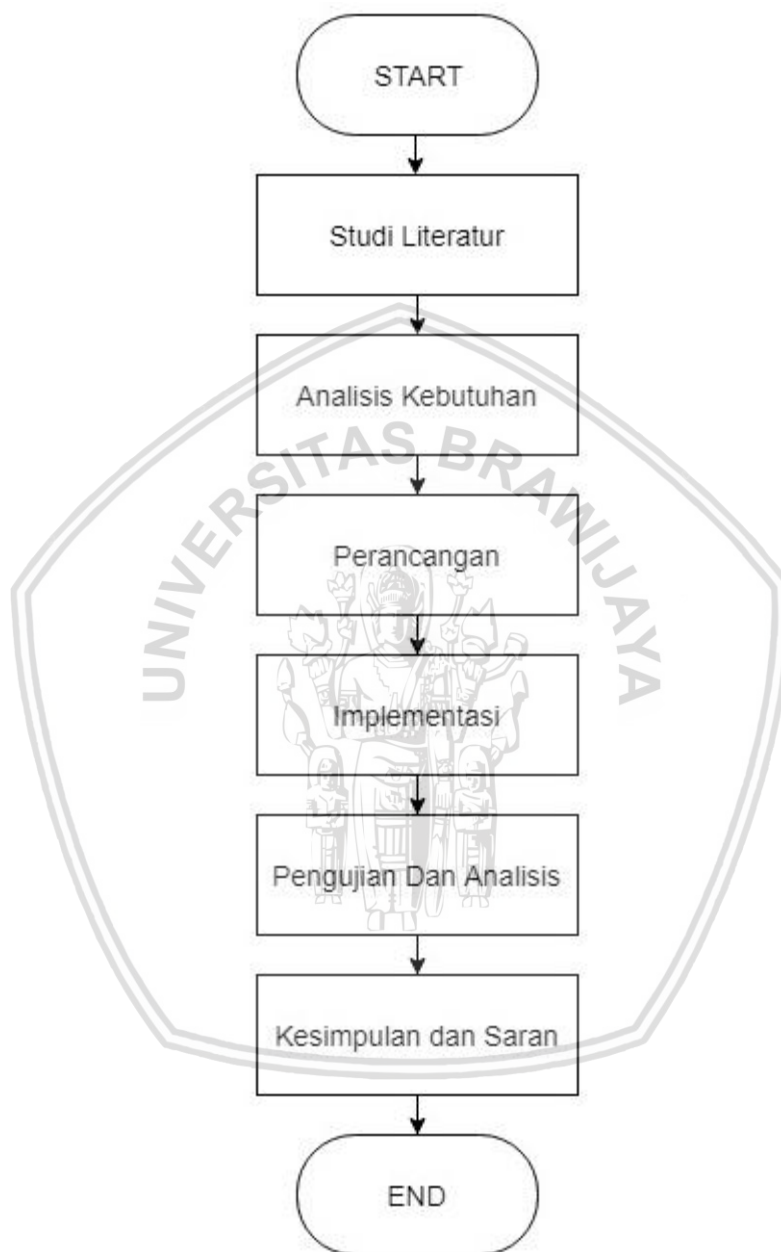 START
Studi Literatur
Analisis Kebutuhan
UNIVERSITAS BRAWIJAYA
Perancangan
Implementasi
Pengujian Dan Analisis
Kesimpulan dan Saran
END